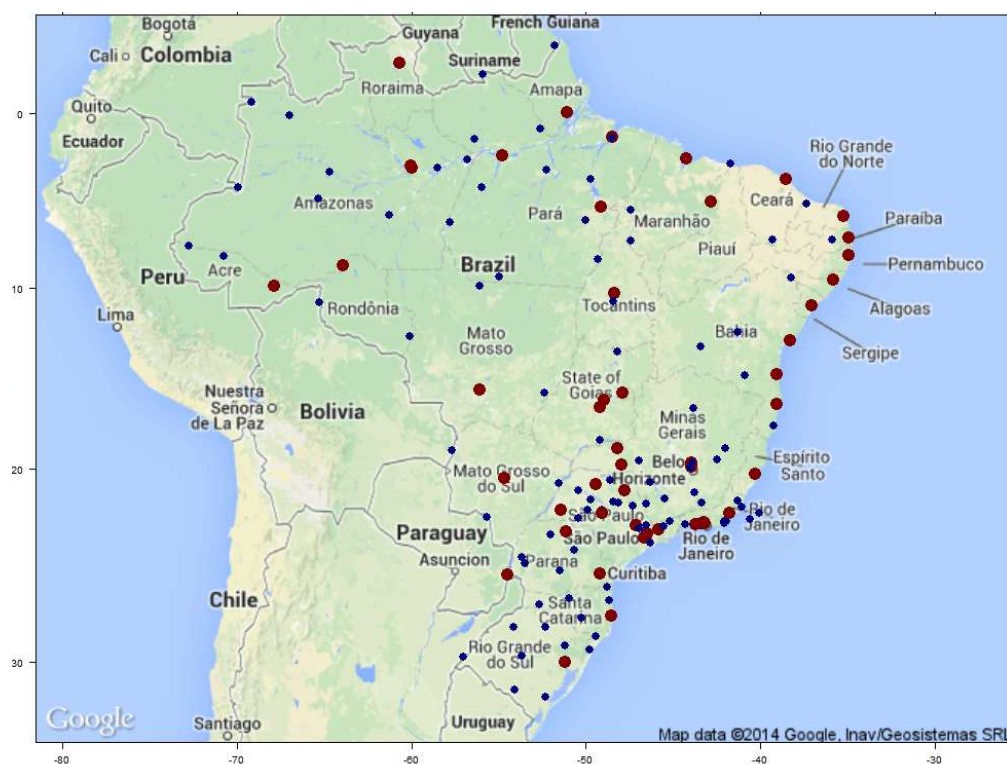 Bogotá
Cali
Colombia
Guyana
French Guiana
Suriname
Roraima
Amapa
0
Quito
Ecuador
Rio Grande
do Norte
Amazonas
Pará
Maranhão
Ceará
Paraíba
Peru
Acre
Brazil
Piauí
Pernambuco
10
Lima
Rondônia
Tocantins
Alagoas
Mato
Grosso
Bahia
Sergipe
Nuestra
Señora
de La Paz
Bolivia
State of
Goias
Minas
Gerais
20
Mato Grosso
do Sul
Belo
Horizonte
Espírito
Santo
Paraguay
São Paulo
São Paulo
Rio de
Janeiro
Rio de
Janeiro
Asuncion
Parana
Curitiba
Chile
Santa
Catarina
Rio Grande
do Sul
30
Google
Santiago
Uruguay
Map data ©2014 Google, Inav/Geosistemas SRL
-80
-70
-60
-50
-40
-30